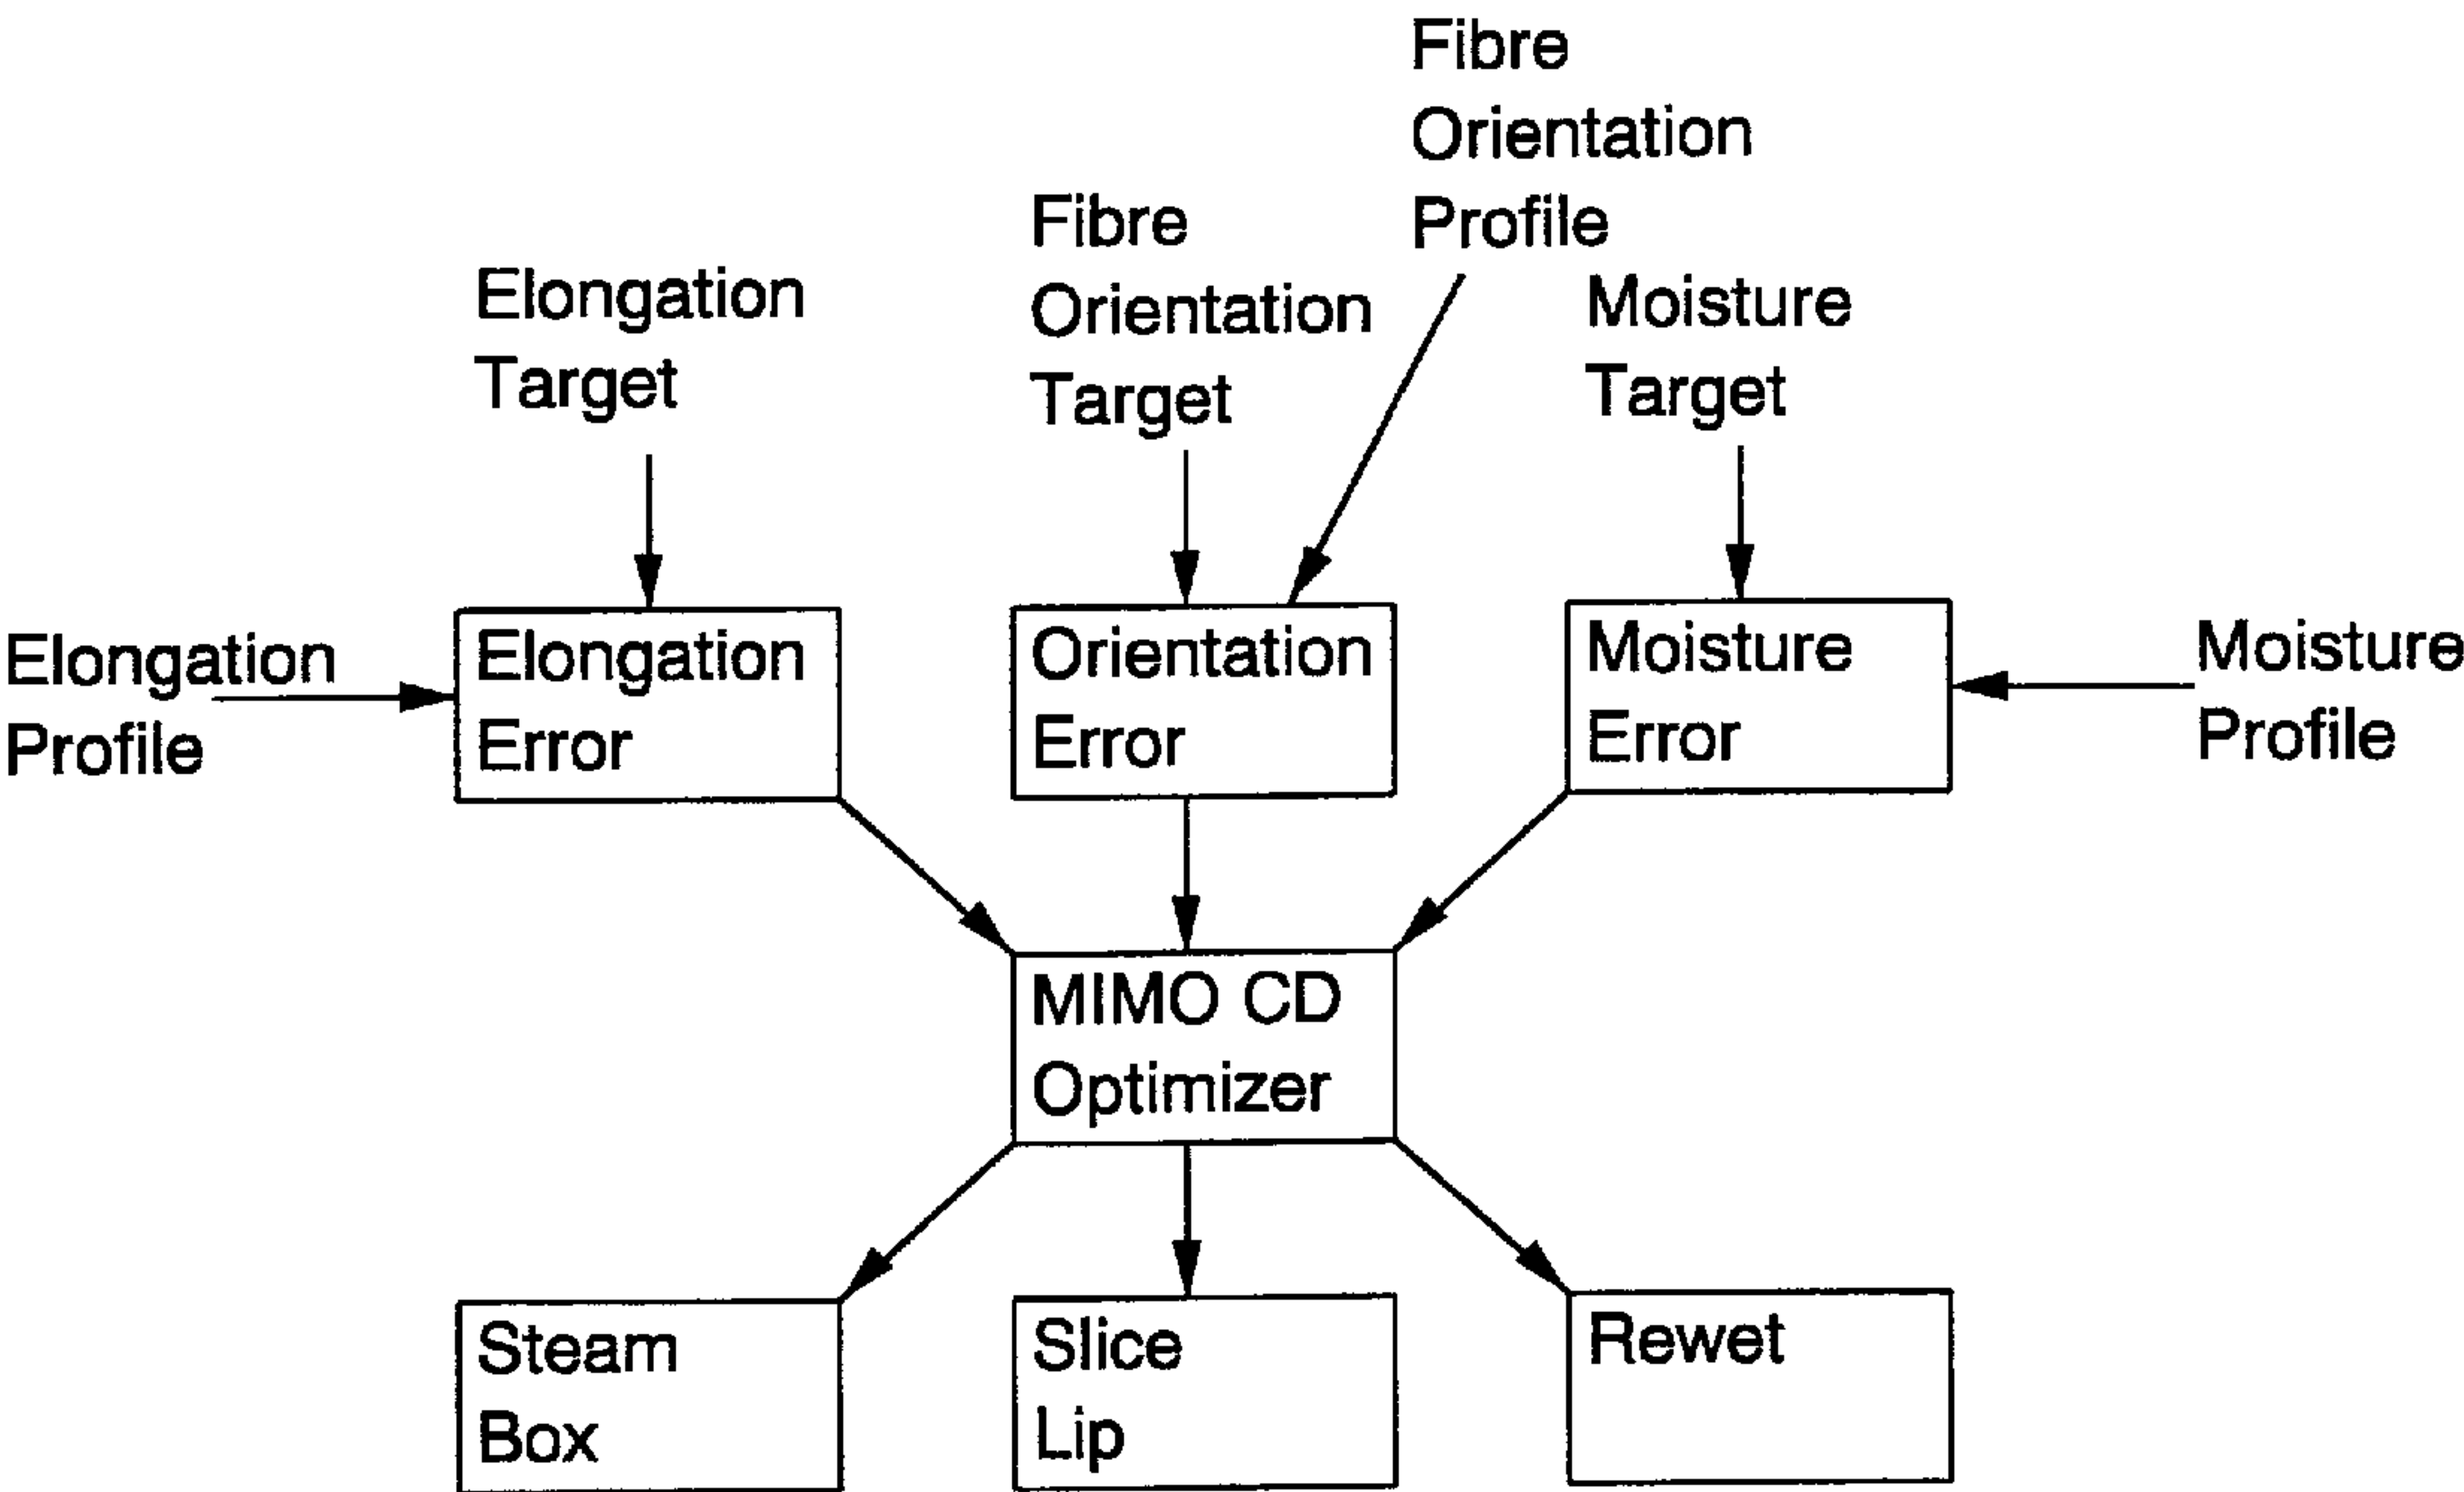 Fibre
Orientation
Profile
Fibre
Orientation
Target
Elongation
Target
Moisture
Target
Elongation
Profile
Elongation
Error
Orientation
Error
Moisture
Error
Moisture
Profile
MIMO CD
Optimizer
Steam
Box
Slice
Lip
Rewet